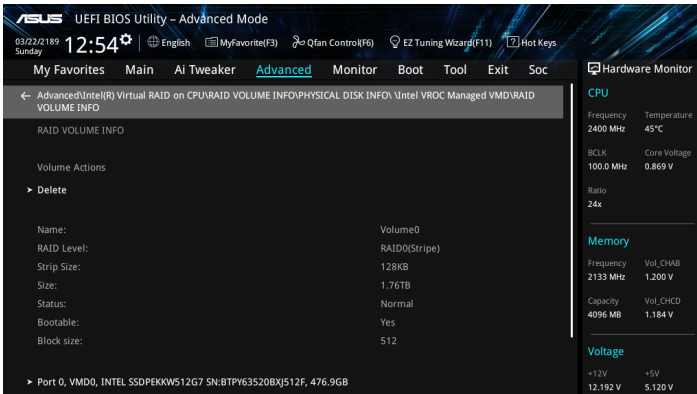 ASUS UEFI BIOS Utility – Advanced Mode
03/22/2189 Sunday 12:54 English MyFavorite(F3) Qfan Control(F6) EZ Tuning Wizard(F11) ? Hot Keys
My Favorites Main Ai Tweaker Advanced Monitor Boot Tool Exit Soc
Advanced\Intel(R) Virtual RAID on CPU\RAID VOLUME INFO\PHYSICAL DISK INFO\ \Intel VROC Managed VMD\RAID
VOLUME INFO
RAID VOLUME INFO
Volume Actions
Delete
Name: Volume0
RAID Level: RAID0(Stripe)
Strip Size: 128KB
Size: 1.76TB
Status: Normal
Bootable: Yes
Block size: 512
Port 0, VMD0, INTEL SSDPEKKW512G7 SN:BTPY63520BXJ512F, 476.9GB
Hardware Monitor
CPU
Frequency Temperature
2400 MHz 45°C
BCLK Core Voltage
100.0 MHz 0.869 V
Ratio
24x
Memory
Frequency Vol_CHAB
2133 MHz 1.200 V
Capacity Vol_CHCD
4096 MB 1.184 V
Voltage
+12V +5V
12.192 V 5.120 V